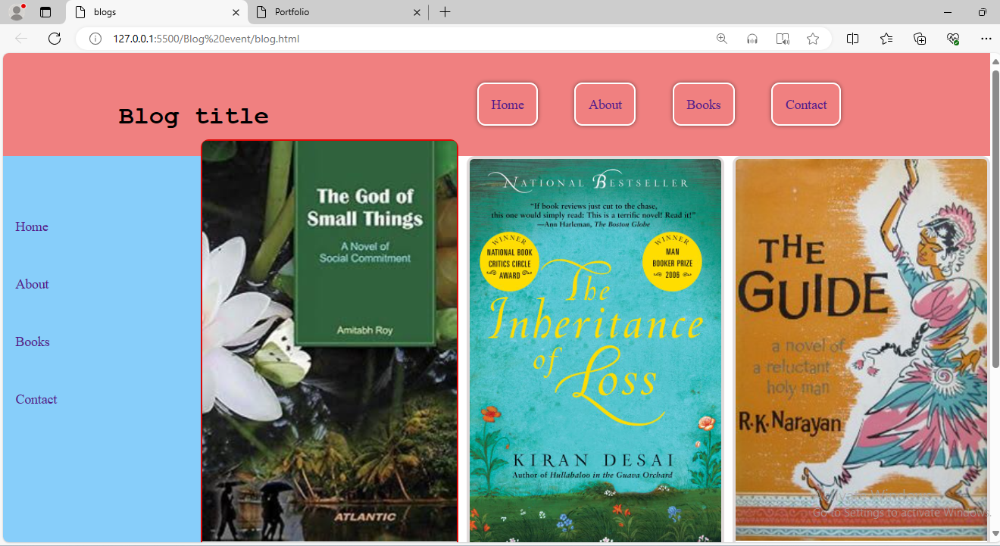 blogs
Portfolio
127.0.0.1:5500/Blog%20event/blog.html
Blog title
Home
About
Books
Contact
Home
About
Books
Contact
The God of
Small Things
A Novel of
Social Commitment
Amitabh Roy
ATLANTIC
NATIONAL BESTSELLER
“If book reviews just cut to the chase,
this one would simply read: This is a terrific novel! Read it!”
—Ann Harleman, The Boston Globe
WINNER
NATIONAL BOOK
CRITICS CIRCLE
AWARD
WINNER
MAN
BOOKER PRIZE
2006
The
Inheritance
of
Loss
KIRAN DESAI
Author of Hullabaloo in the Guava Orchard
THE
GUIDE
a novel of
a reluctant
holy man
R.K. Narayan
Go to Settings to activate Windows.